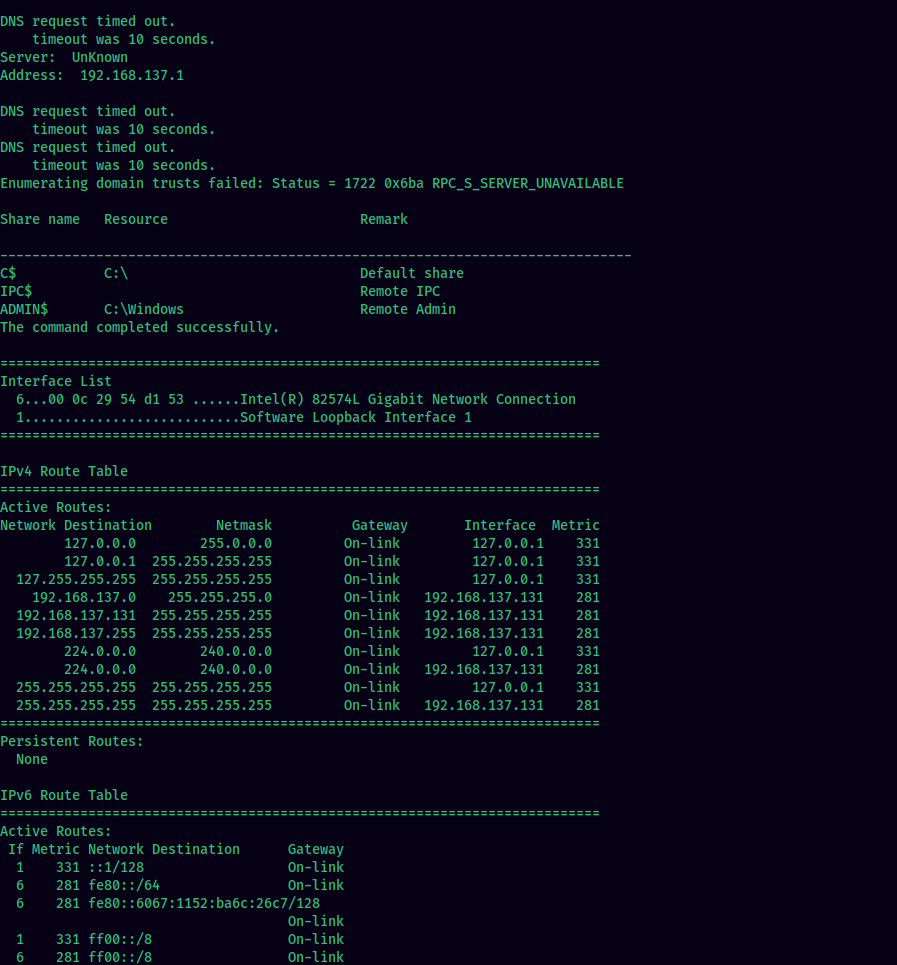 DNS request timed out.
    timeout was 10 seconds.
Server:  UnKnown
Address:  192.168.137.1

DNS request timed out.
    timeout was 10 seconds.
DNS request timed out.
    timeout was 10 seconds.
Enumerating domain trusts failed: Status = 1722 0x6ba RPC_S_SERVER_UNAVAILABLE

Share name   Resource                        Remark

-------------------------------------------------------------------------------
C$           C:\                             Default share
IPC$                                         Remote IPC
ADMIN$       C:\Windows                      Remote Admin
The command completed successfully.

===========================================================================
Interface List
  6...00 0c 29 54 d1 53 ......Intel(R) 82574L Gigabit Network Connection
  1...........................Software Loopback Interface 1
===========================================================================

IPv4 Route Table
===========================================================================
Active Routes:
Network Destination        Netmask          Gateway       Interface  Metric
        127.0.0.0        255.0.0.0         On-link         127.0.0.1    331
        127.0.0.1  255.255.255.255         On-link         127.0.0.1    331
  127.255.255.255  255.255.255.255         On-link         127.0.0.1    331
    192.168.137.0    255.255.255.0         On-link   192.168.137.131    281
  192.168.137.131  255.255.255.255         On-link   192.168.137.131    281
  192.168.137.255  255.255.255.255         On-link   192.168.137.131    281
        224.0.0.0        240.0.0.0         On-link         127.0.0.1    331
        224.0.0.0        240.0.0.0         On-link   192.168.137.131    281
  255.255.255.255  255.255.255.255         On-link         127.0.0.1    331
  255.255.255.255  255.255.255.255         On-link   192.168.137.131    281
===========================================================================
Persistent Routes:
  None

IPv6 Route Table
===========================================================================
Active Routes:
 If Metric Network Destination      Gateway
  1    331 ::1/128                  On-link
  6    281 fe80::/64                On-link
  6    281 fe80::6067:1152:ba6c:26c7/128
                                    On-link
  1    331 ff00::/8                 On-link
  6    281 ff00::/8                 On-link